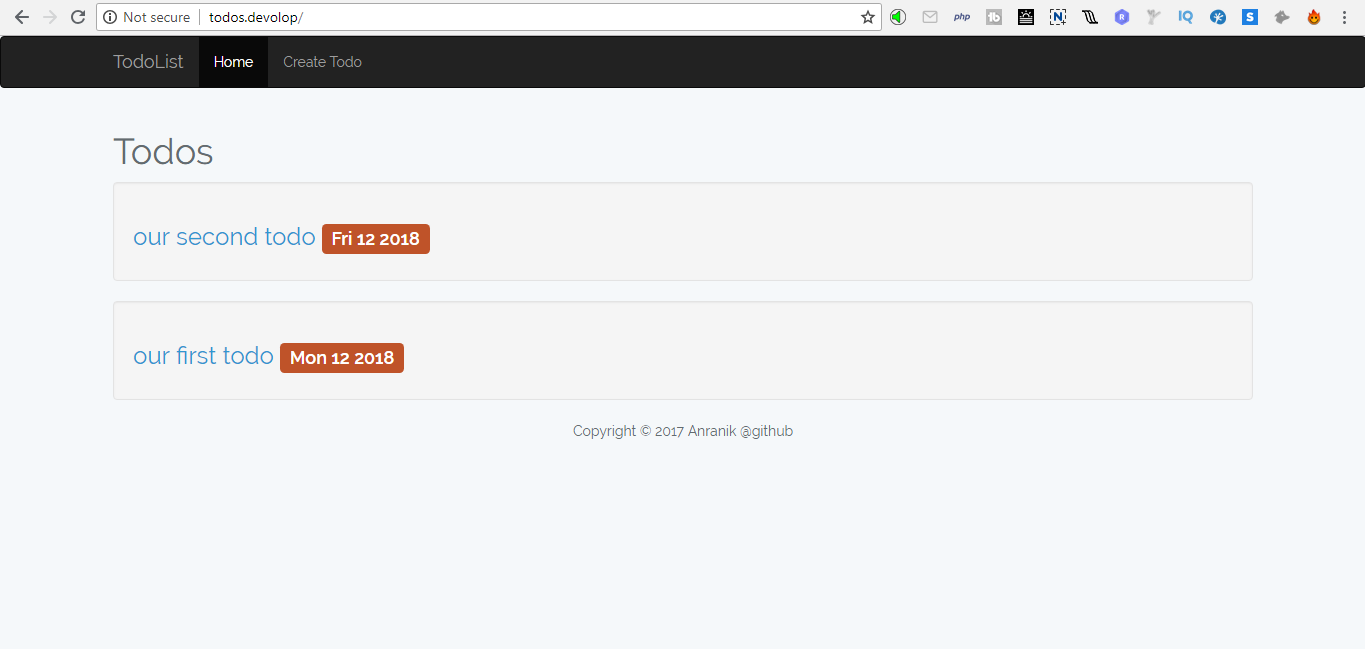 Not secure | todos.devolop/
php
tb
N
R
IQ
S
TodoList Home Create Todo
Todos
our second todo Fri 12 2018
our first todo Mon 12 2018
Copyright © 2017 Anranik @github